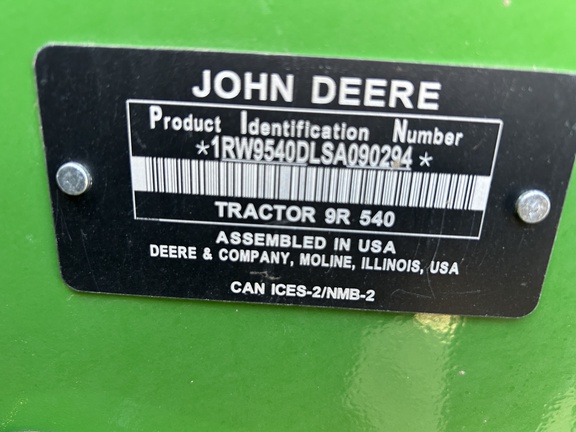 JOHN DEERE
Product Identification Number
*1RW9540DLSA090294*
TRACTOR 9R 540
ASSEMBLED IN USA
DEERE & COMPANY, MOLINE, ILLINOIS, USA
CAN ICES-2/NMB-2